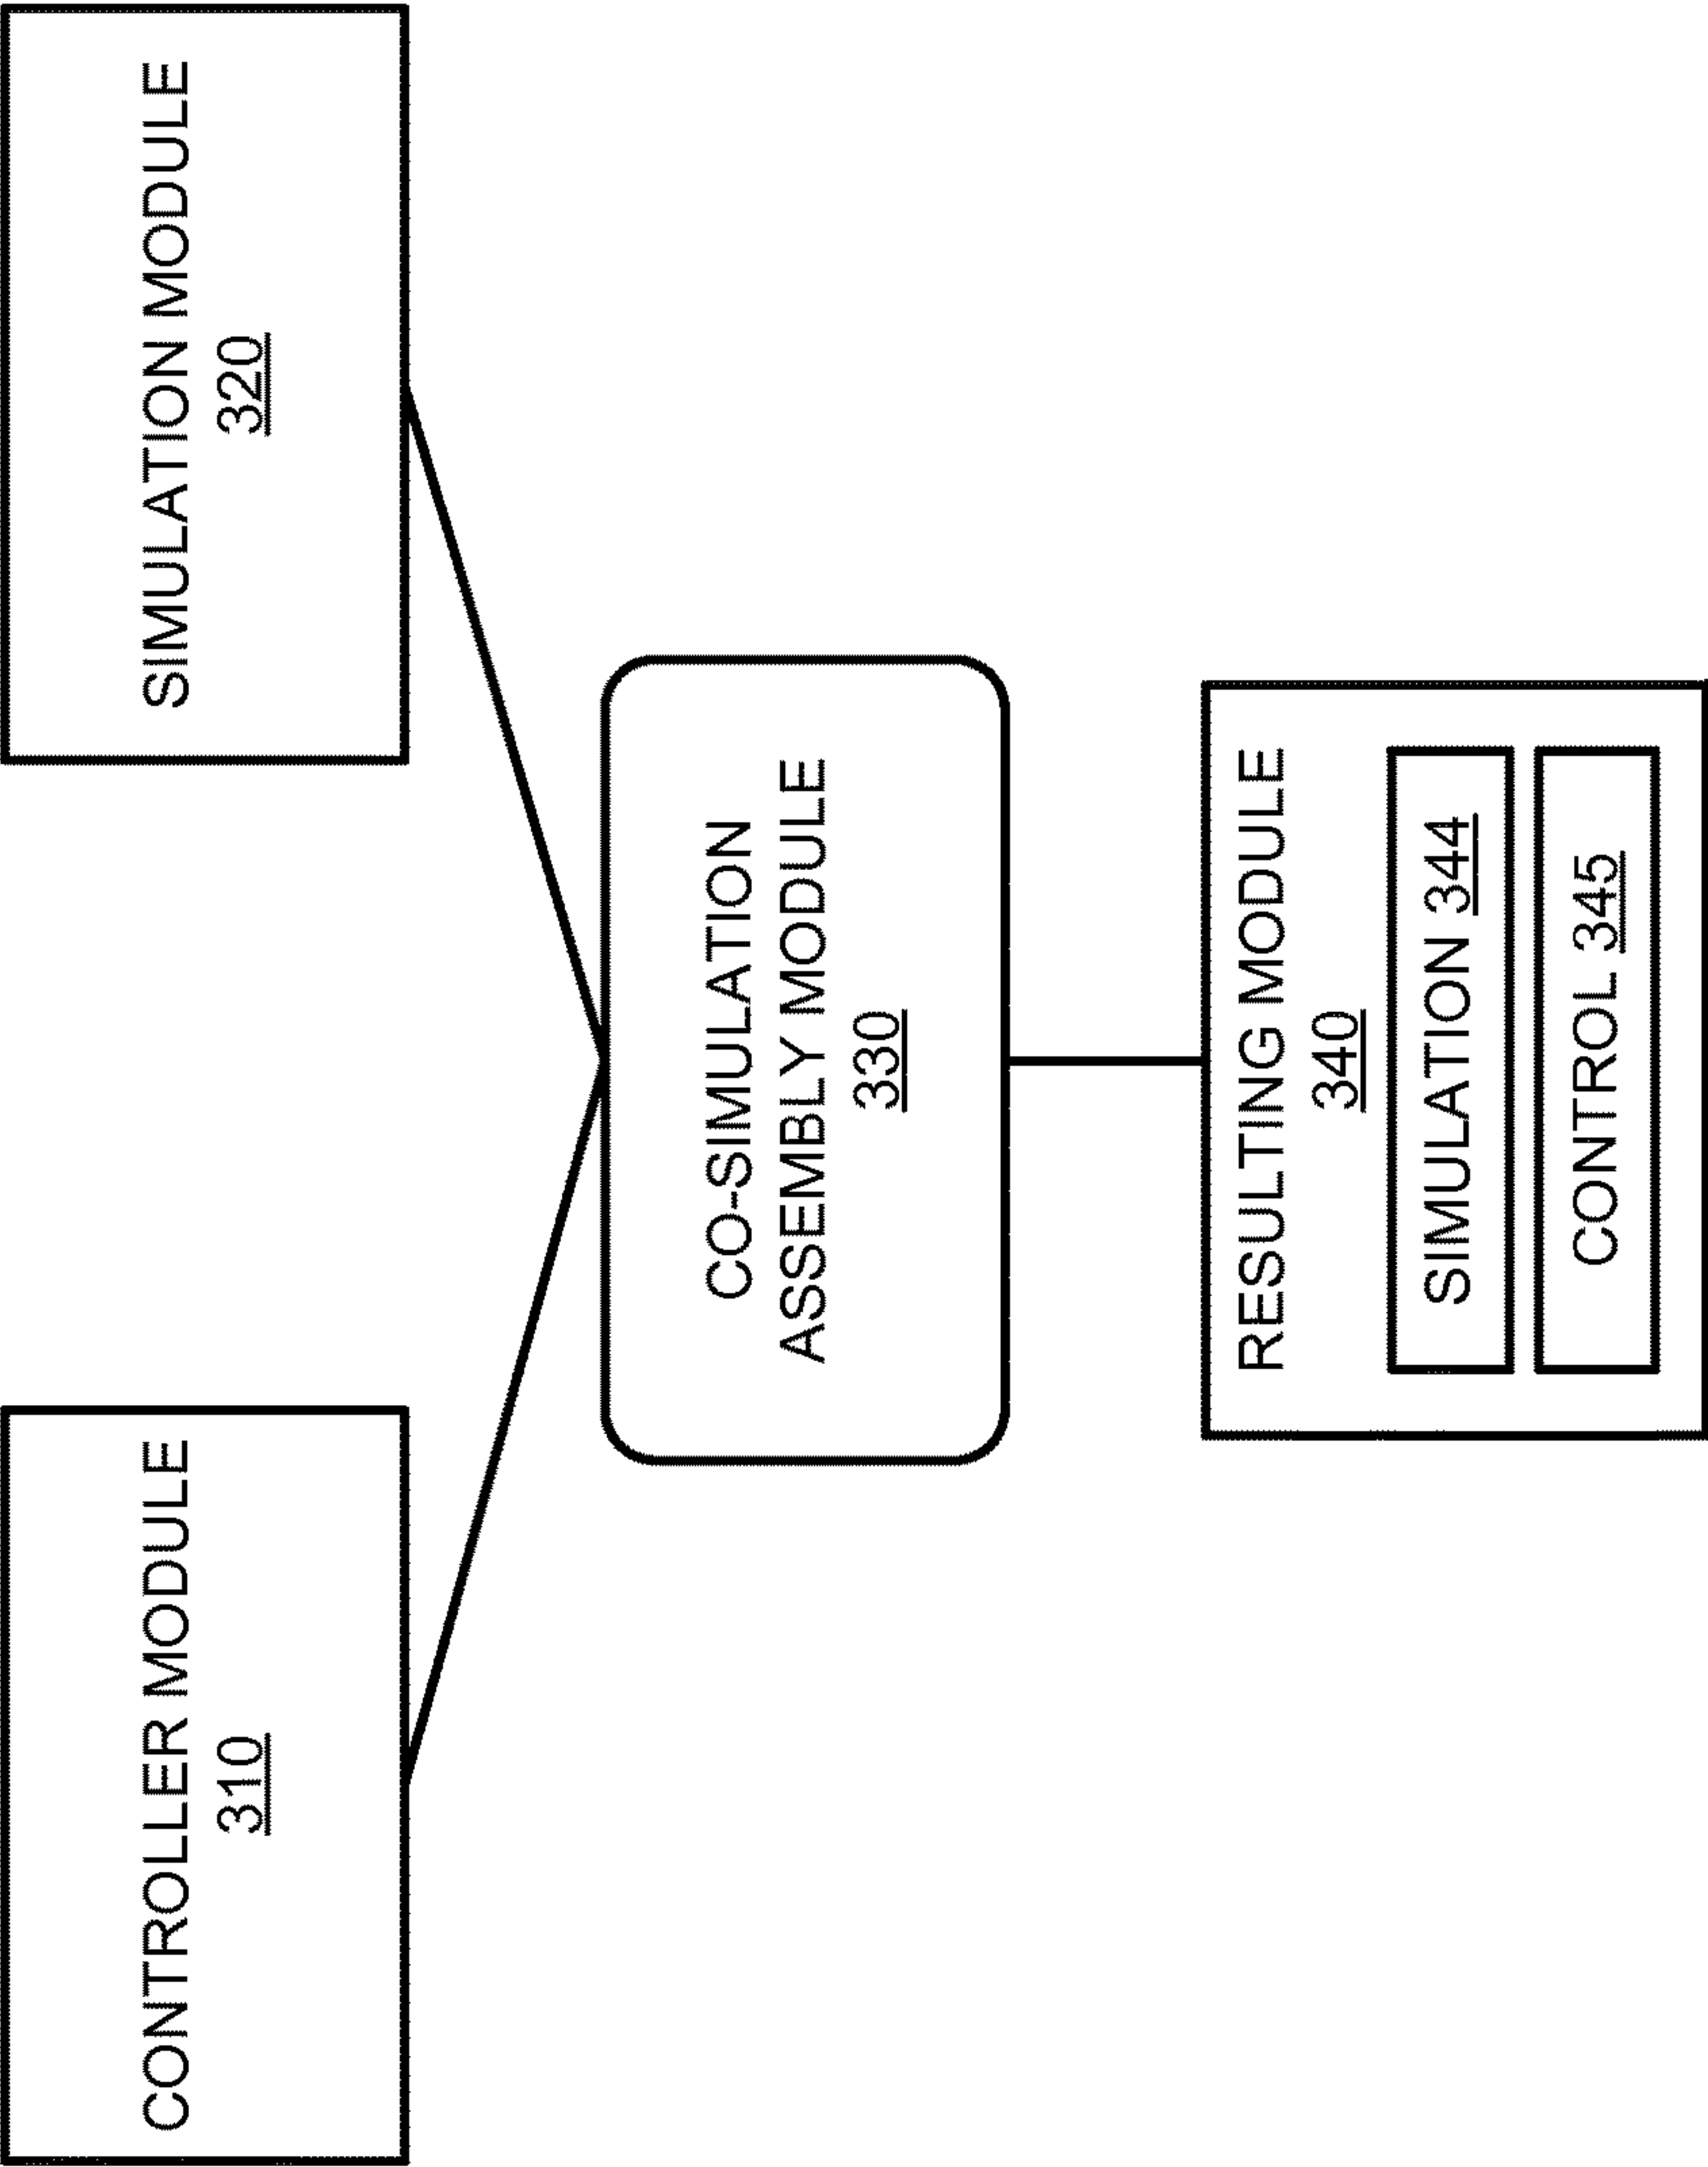 CONTROLLER MODULE
310
SIMULATION MODULE
320
CO-SIMULATION
ASSEMBLY MODULE
330
RESULTING MODULE
340
SIMULATION 344
CONTROL 345